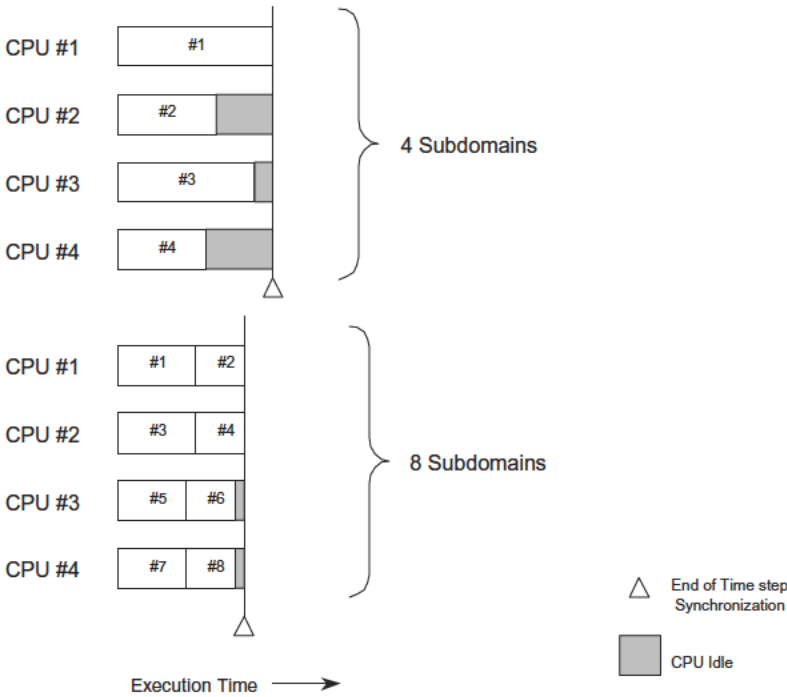 CPU #1 #1
CPU #2 #2
CPU #3 #3
CPU #4 #4
4 Subdomains
CPU #1 #1 #2
CPU #2 #3 #4
CPU #3 #5 #6
CPU #4 #7 #8
8 Subdomains
End of Time step
Synchronization
CPU Idle
Execution Time